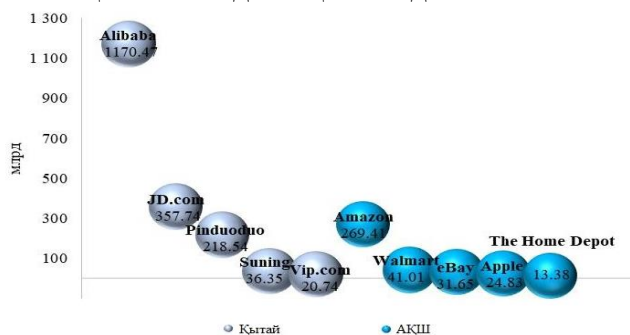 1 300
1 100
900
700
500
300
100
млрд
Alibaba
1170.47
JD.com
357.74
Pinduoduo
218.54
Suning
36.35
Vip.com
20.74
Amazon
269.41
Walmart
41.01
eBay
31.65
Apple
24.83
The Home Depot
13.38
Қытай
АҚШ